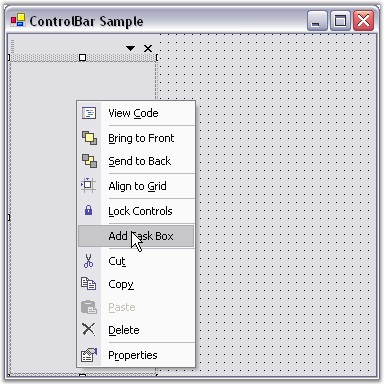 ControlBar Sample
View Code
Bring to Front
Send to Back
Align to Grid
Lock Controls
Add Task Box
Cut
Copy
Paste
Delete
Properties